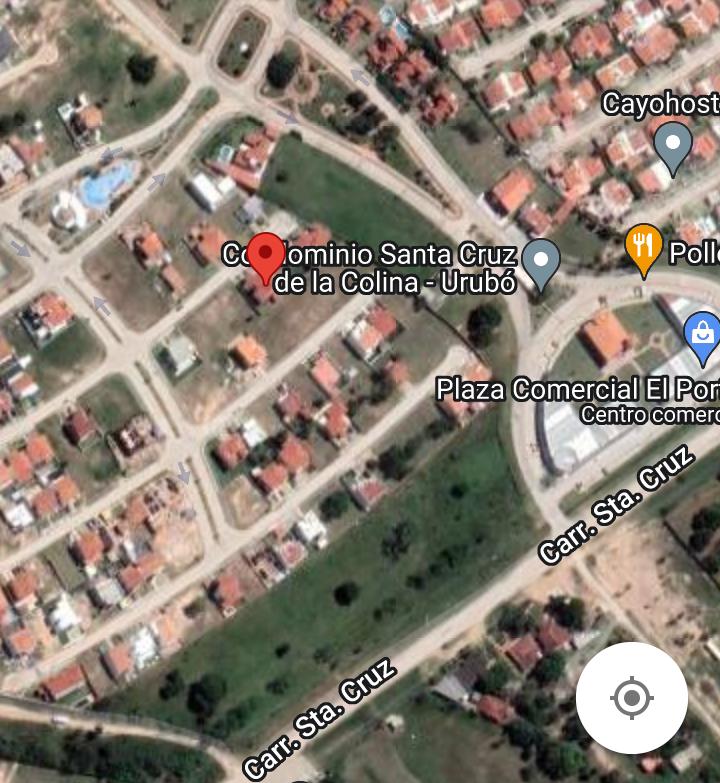 Cayohost
Condominio Santa Cruz
de la Colina - Urubó
Poll
Plaza Comercial El Por
Centro comerc
Carr. Sta. Cruz
Carr. Sta. Cruz